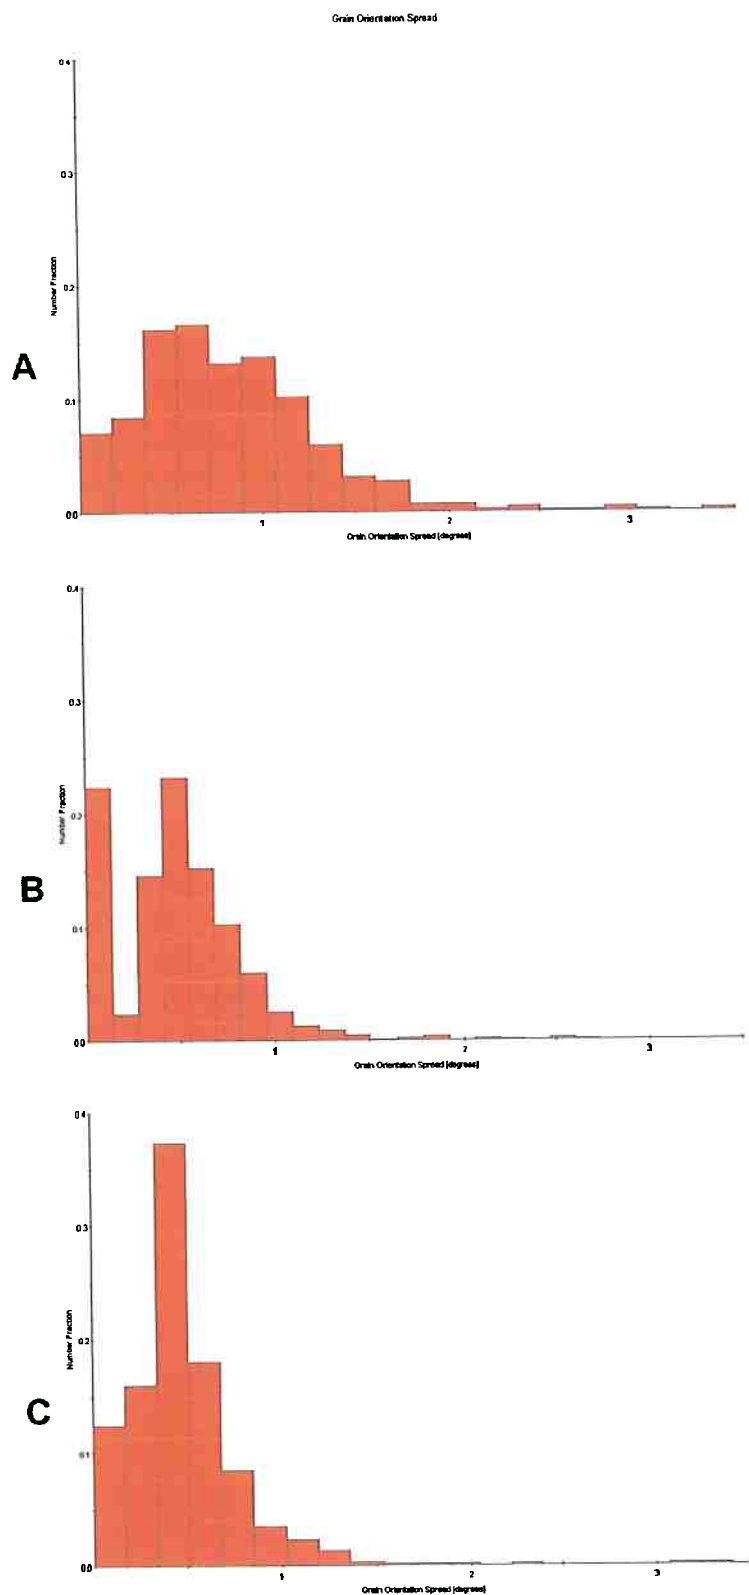 Grain Orientation Spread
0.4
0.3
0.2
0.1
0.0
Number Fraction
A
1 2 3
Grain Orientation Spread [degrees]
0.4
0.3
0.2
0.1
0.0
Number Fraction
B
1 2 3
Grain Orientation Spread [degrees]
0.4
0.3
0.2
0.1
0.0
Number Fraction
C
1 2 3
Grain Orientation Spread [degrees]